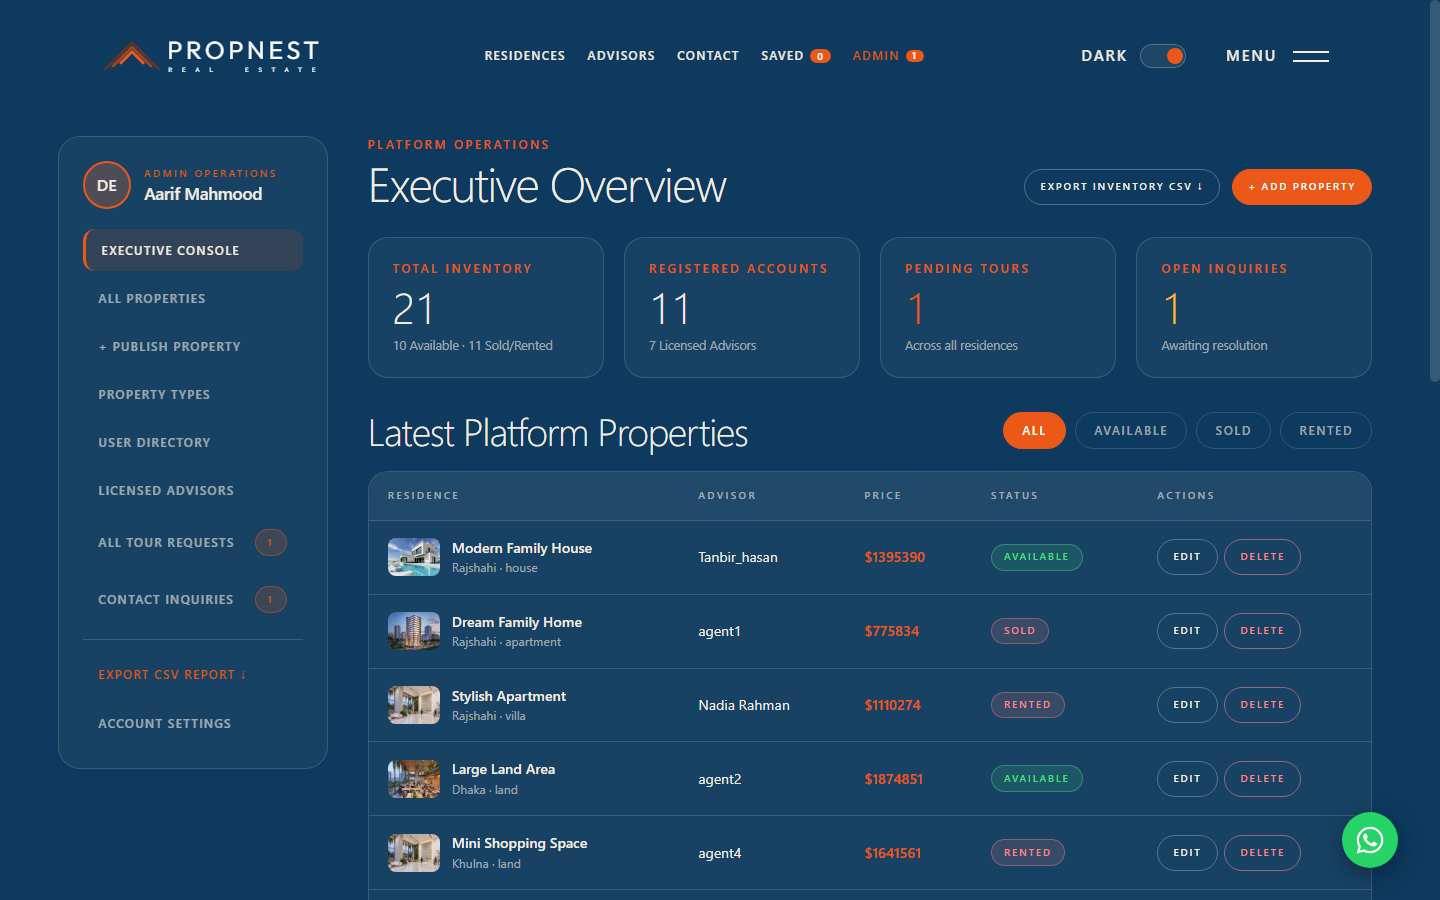 PROPNEST
REAL ESTATE
RESIDENCES ADVISORS CONTACT SAVED 0 ADMIN 1
DARK
MENU
DE
ADMIN OPERATIONS
Aarif Mahmood
EXECUTIVE CONSOLE
ALL PROPERTIES
+ PUBLISH PROPERTY
PROPERTY TYPES
USER DIRECTORY
LICENSED ADVISORS
ALL TOUR REQUESTS 1
CONTACT INQUIRIES 1
EXPORT CSV REPORT ↓
ACCOUNT SETTINGS
PLATFORM OPERATIONS
Executive Overview
EXPORT INVENTORY CSV ↓
+ ADD PROPERTY
TOTAL INVENTORY
21
10 Available · 11 Sold/Rented
REGISTERED ACCOUNTS
11
7 Licensed Advisors
PENDING TOURS
1
Across all residences
OPEN INQUIRIES
1
Awaiting resolution
Latest Platform Properties
ALL AVAILABLE SOLD RENTED
RESIDENCE ADVISOR PRICE STATUS ACTIONS
Modern Family House
Rajshahi · house
Tanbir_hasan $1395390 AVAILABLE EDIT DELETE
Dream Family Home
Rajshahi · apartment
agent1 $775834 SOLD EDIT DELETE
Stylish Apartment
Rajshahi · villa
Nadia Rahman $1110274 RENTED EDIT DELETE
Large Land Area
Dhaka · land
agent2 $1874851 AVAILABLE EDIT DELETE
Mini Shopping Space
Khulna · land
agent4 $1641561 RENTED EDIT DELETE